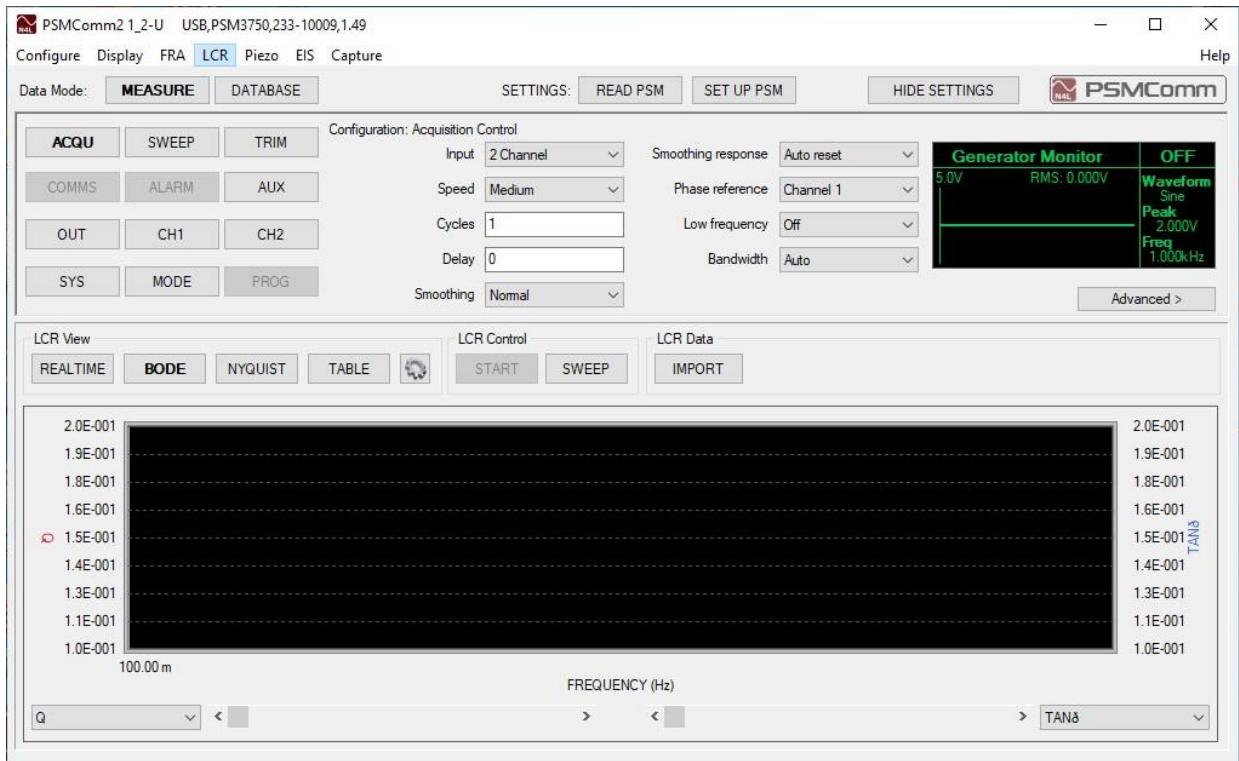 PSMComm2 1_2-U USB,PSM3750,233-10009,1.49
Configure Display FRA LCR Piezo EIS Capture Help
Data Mode: MEASURE DATABASE SETTINGS: READ PSM SET UP PSM HIDE SETTINGS N4L PSMComm
ACQU SWEEP TRIM
COMMS ALARM AUX
OUT CH1 CH2
SYS MODE PROG
Configuration: Acquisition Control
Input 2 Channel
Speed Medium
Cycles 1
Delay 0
Smoothing Normal
Smoothing response Auto reset
Phase reference Channel 1
Low frequency Off
Bandwidth Auto
Generator Monitor OFF
5.0V RMS: 0.000V
Waveform
Sine
Peak
2.000V
Freq
1.000kHz
Advanced >
LCR View LCR Control LCR Data
REALTIME BODE NYQUIST TABLE START SWEEP IMPORT
2.0E-001 2.0E-001
1.9E-001 1.9E-001
1.8E-001 1.8E-001
1.6E-001 1.6E-001
Q 1.5E-001 1.5E-001 TANδ
1.4E-001 1.4E-001
1.3E-001 1.3E-001
1.1E-001 1.1E-001
1.0E-001 1.0E-001
100.00 m
FREQUENCY (Hz)
Q < > < > TANδ